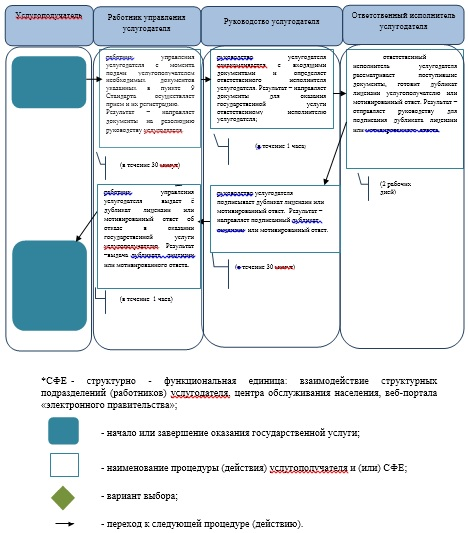 Услугополучатель
Работник управления
услугодателя
Руководство услугодателя
Ответственный исполнитель
услугодателя
работник управления
услугодателя с момента
подачи услугополучателем
необходимых документов
указанных в пункте 9
Стандарта осуществляет
прием и их регистрацию.
Результат – направляет
документы на резолюцию
руководству услугодателя
(в течение 30 минут)
руководство услугодателя
ознакамливается с входящими
документами и определяет
ответственного исполнителя
услугодателя. Результат – направляет
документы для оказания
государственной услуги
ответственному исполнителю
услугодателя;
(в течение 1 часа)
ответственный
исполнитель услугодателя
рассматривает поступившие
документы, готовит дубликат
лицензии услугополучателю или
мотивированный ответ. Результат –
отправляет руководству для
подписания дубликата лицензии
или мотивированного ответа.
(2 рабочих
дней)
работник управления
услугодателя выдает
дубликат лицензии или
мотивированный ответ об
отказе в оказании
государственной услуги
услугополучателю. Результат
–выдача дубликата лицензии
или мотивированного ответа.
(в течение 1 часа)
руководство услугодателя
подписывает дубликат лицензии или
мотивированный ответ. Результат –
направляет подписанный дубликат
лицензии или мотивированный ответ.
(в течение 30 минут)
*СФЕ - структурно - функциональная единица: взаимодействие структурных
подразделений (работников) услугодателя, центра обслуживания населения, веб-портала
«электронного правительства»;
- начало или завершение оказания государственной услуги;
- наименование процедуры (действия) услугополучателя и (или) СФЕ;
- вариант выбора;
- переход к следующей процедуре (действию).